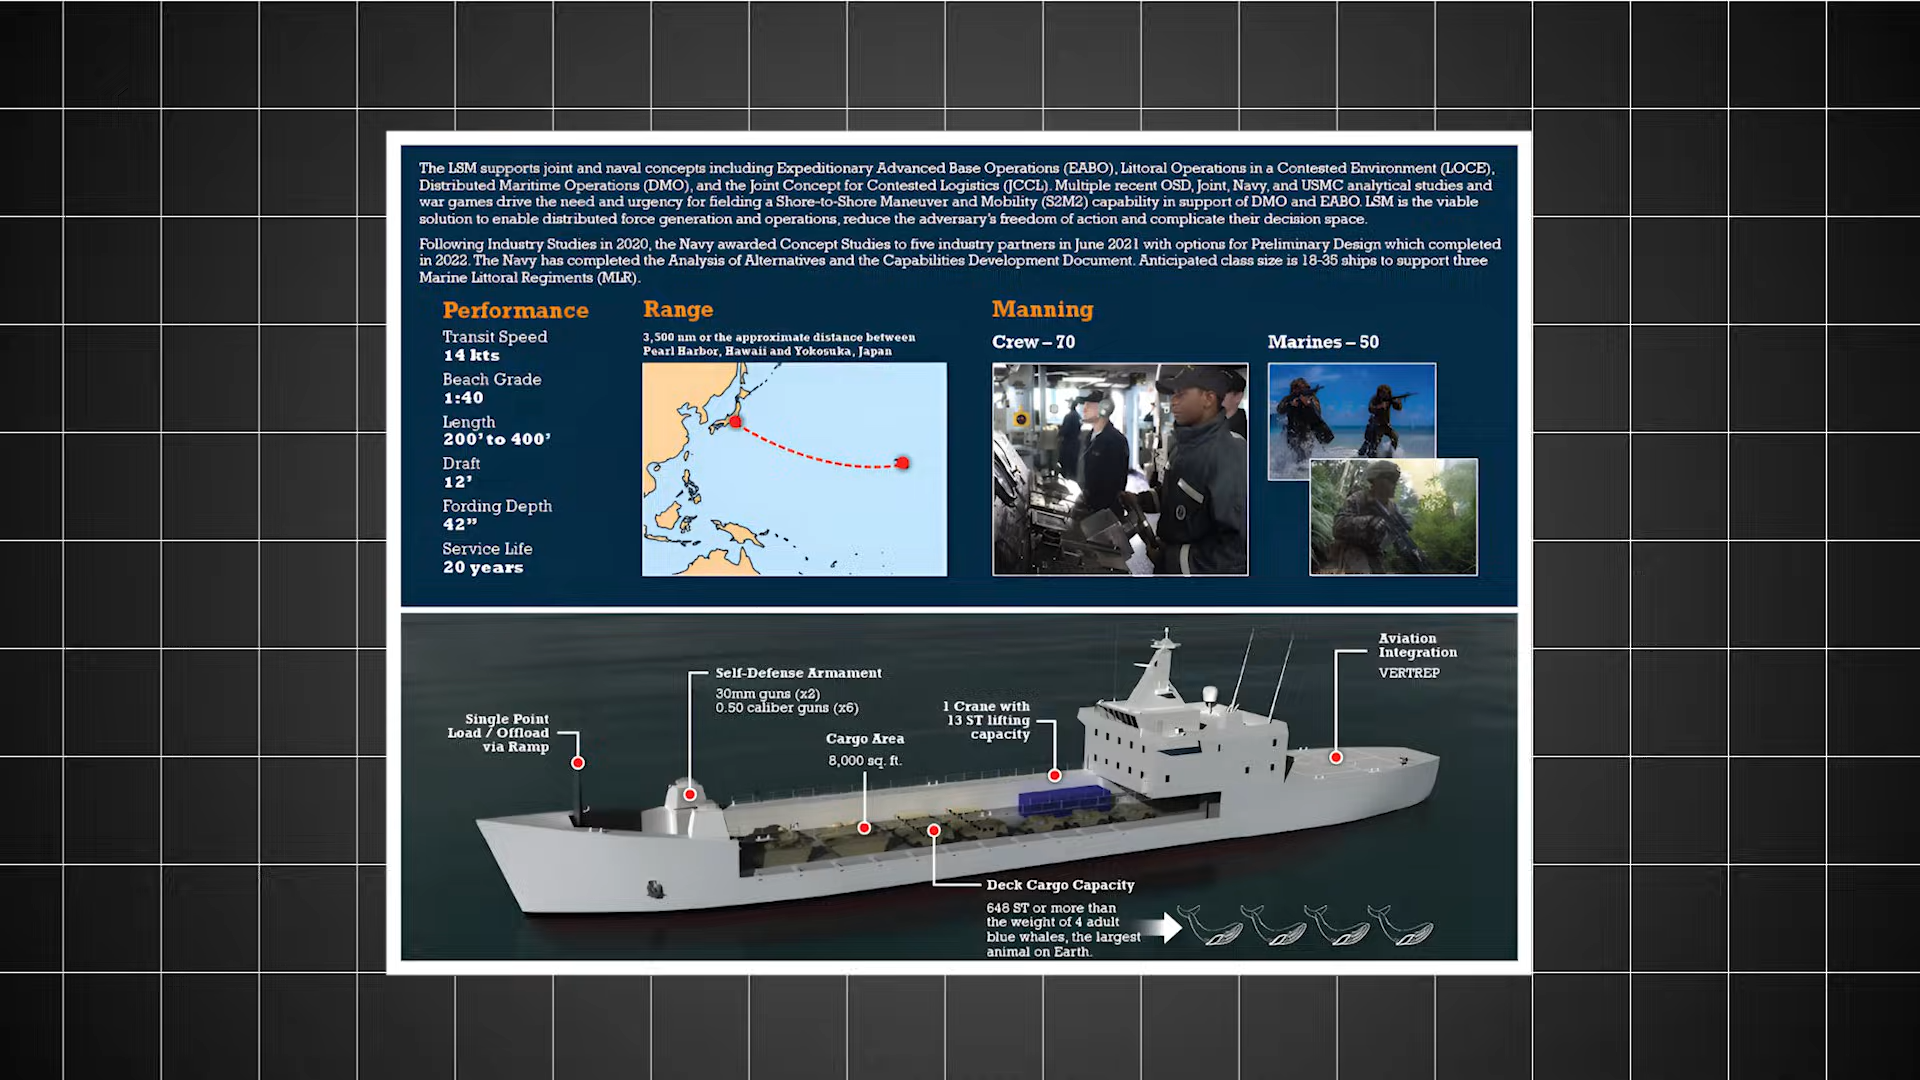 The LSM supports joint and naval concepts including Expeditionary Advanced Base Operations (EABO), Littoral Operations in a Contested Environment (LOCE),
Distributed Maritime Operations (DMO), and the Joint Concept for Contested Logistics (JCCL). Multiple recent OSD, Joint, Navy, and USMC analytical studies and
war games drive the need and urgency for fielding a Shore-to-Shore Maneuver and Mobility (S2M2) capability in support of DMO and EABO. LSM is the viable
solution to enable distributed force generation and operations, reduce the adversary's freedom of action and complicate their decision space.
Following Industry Studies in 2020, the Navy awarded Concept Studies to five industry partners in June 2021 with options for Preliminary Design which completed
in 2022. The Navy has completed the Analysis of Alternatives and the Capabilities Development Document. Anticipated class size is 18-35 ships to support three
Marine Littoral Regiments (MLR).
Performance
Transit Speed
14 kts
Beach Grade
1:40
Length
200' to 400'
Draft
12'
Fording Depth
42"
Service Life
20 years
Range
3,500 nm or the approximate distance between
Pearl Harbor, Hawaii and Yokosuka, Japan
Manning
Crew – 70
Marines – 50
Single Point
Load / Offload
via Ramp
Self-Defense Armament
30mm guns (x2)
0.50 caliber guns (x6)
Cargo Area
8,000 sq. ft.
1 Crane with
13 ST lifting
capacity
Aviation
Integration
VERTREP
Deck Cargo Capacity
648 ST or more than
the weight of 4 adult
blue whales, the largest
animal on Earth.